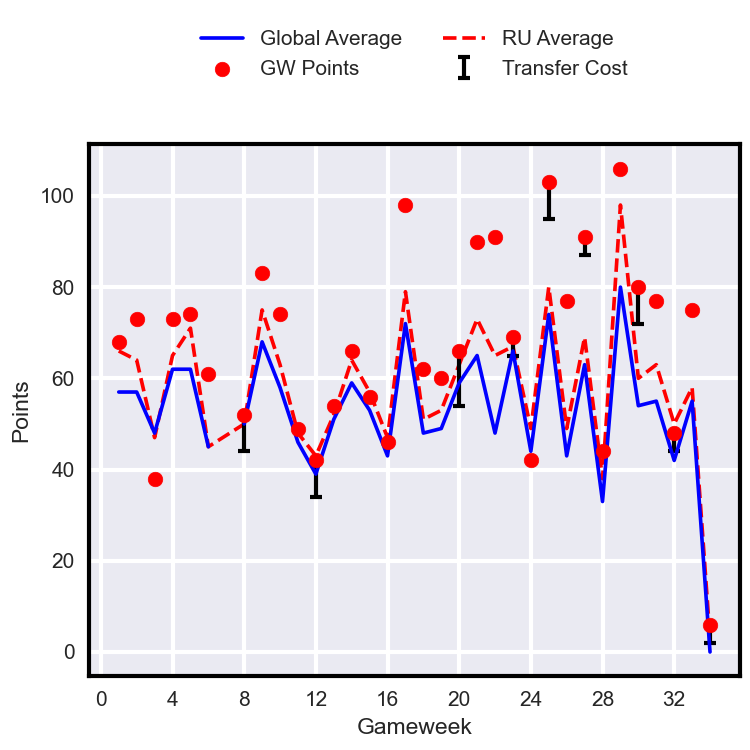 Global Average
RU Average
GW Points
Transfer Cost
Points
100
80
60
40
20
0
0 4 8 12 16 20 24 28 32
Gameweek